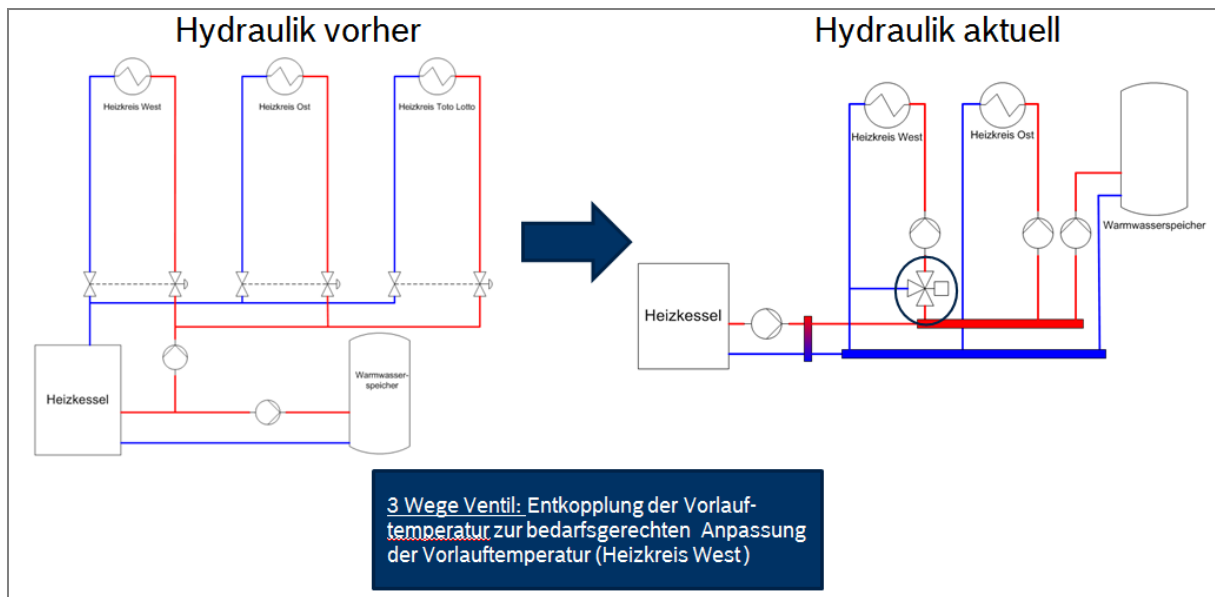 Hydraulik vorher
Hydraulik aktuell
Heizkreis West
Heizkreis Ost
Heizkreis Toto Lotto
Heizkessel
Warmwasser-
speicher
Heizkreis West
Heizkreis Ost
Warmwasserspeicher
Heizkessel
3 Wege Ventil: Entkopplung der Vorlauf-
temperatur zur bedarfsgerechten Anpassung
der Vorlauftemperatur (Heizkreis West)